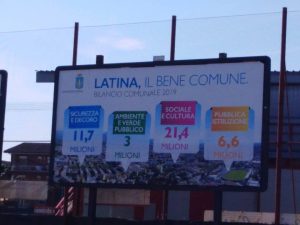 LATINA, IL BENE COMUNE.
BILANCIO COMUNALE 2019
SICUREZZA
E DECORO
11,7
MILIONI
AMBIENTE
E VERDE
PUBBLICO
3
MILIONI
SOCIALE
E CULTURA
21,4
MILIONI
PUBBLICA
ISTRUZIONE
6,6
MILIONI